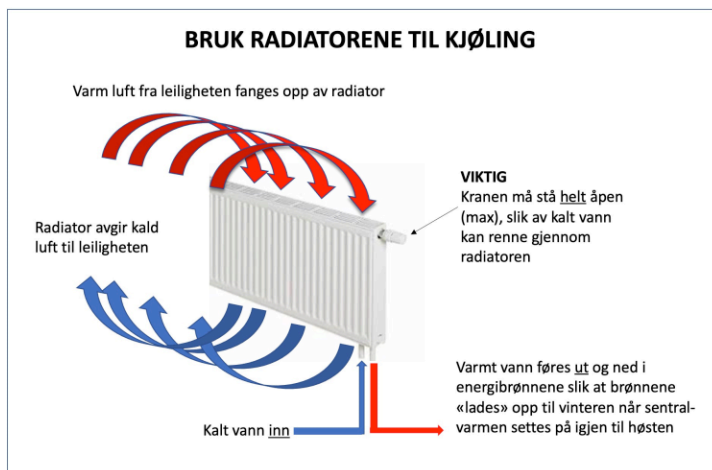 BRUK RADIATORENE TIL KJØLING
Varm luft fra leiligheten fanges opp av radiator
VIKTIG
Kranen må stå helt åpen
(max), slik av kalt vann
kan renne gjennom
radiatoren
Radiator avgir kald
luft til leiligheten
Varmt vann føres ut og ned i
energibrønnene slik at brønnene
«lades» opp til vinteren når sentral-
varmen settes på igjen til høsten
Kalt vann inn